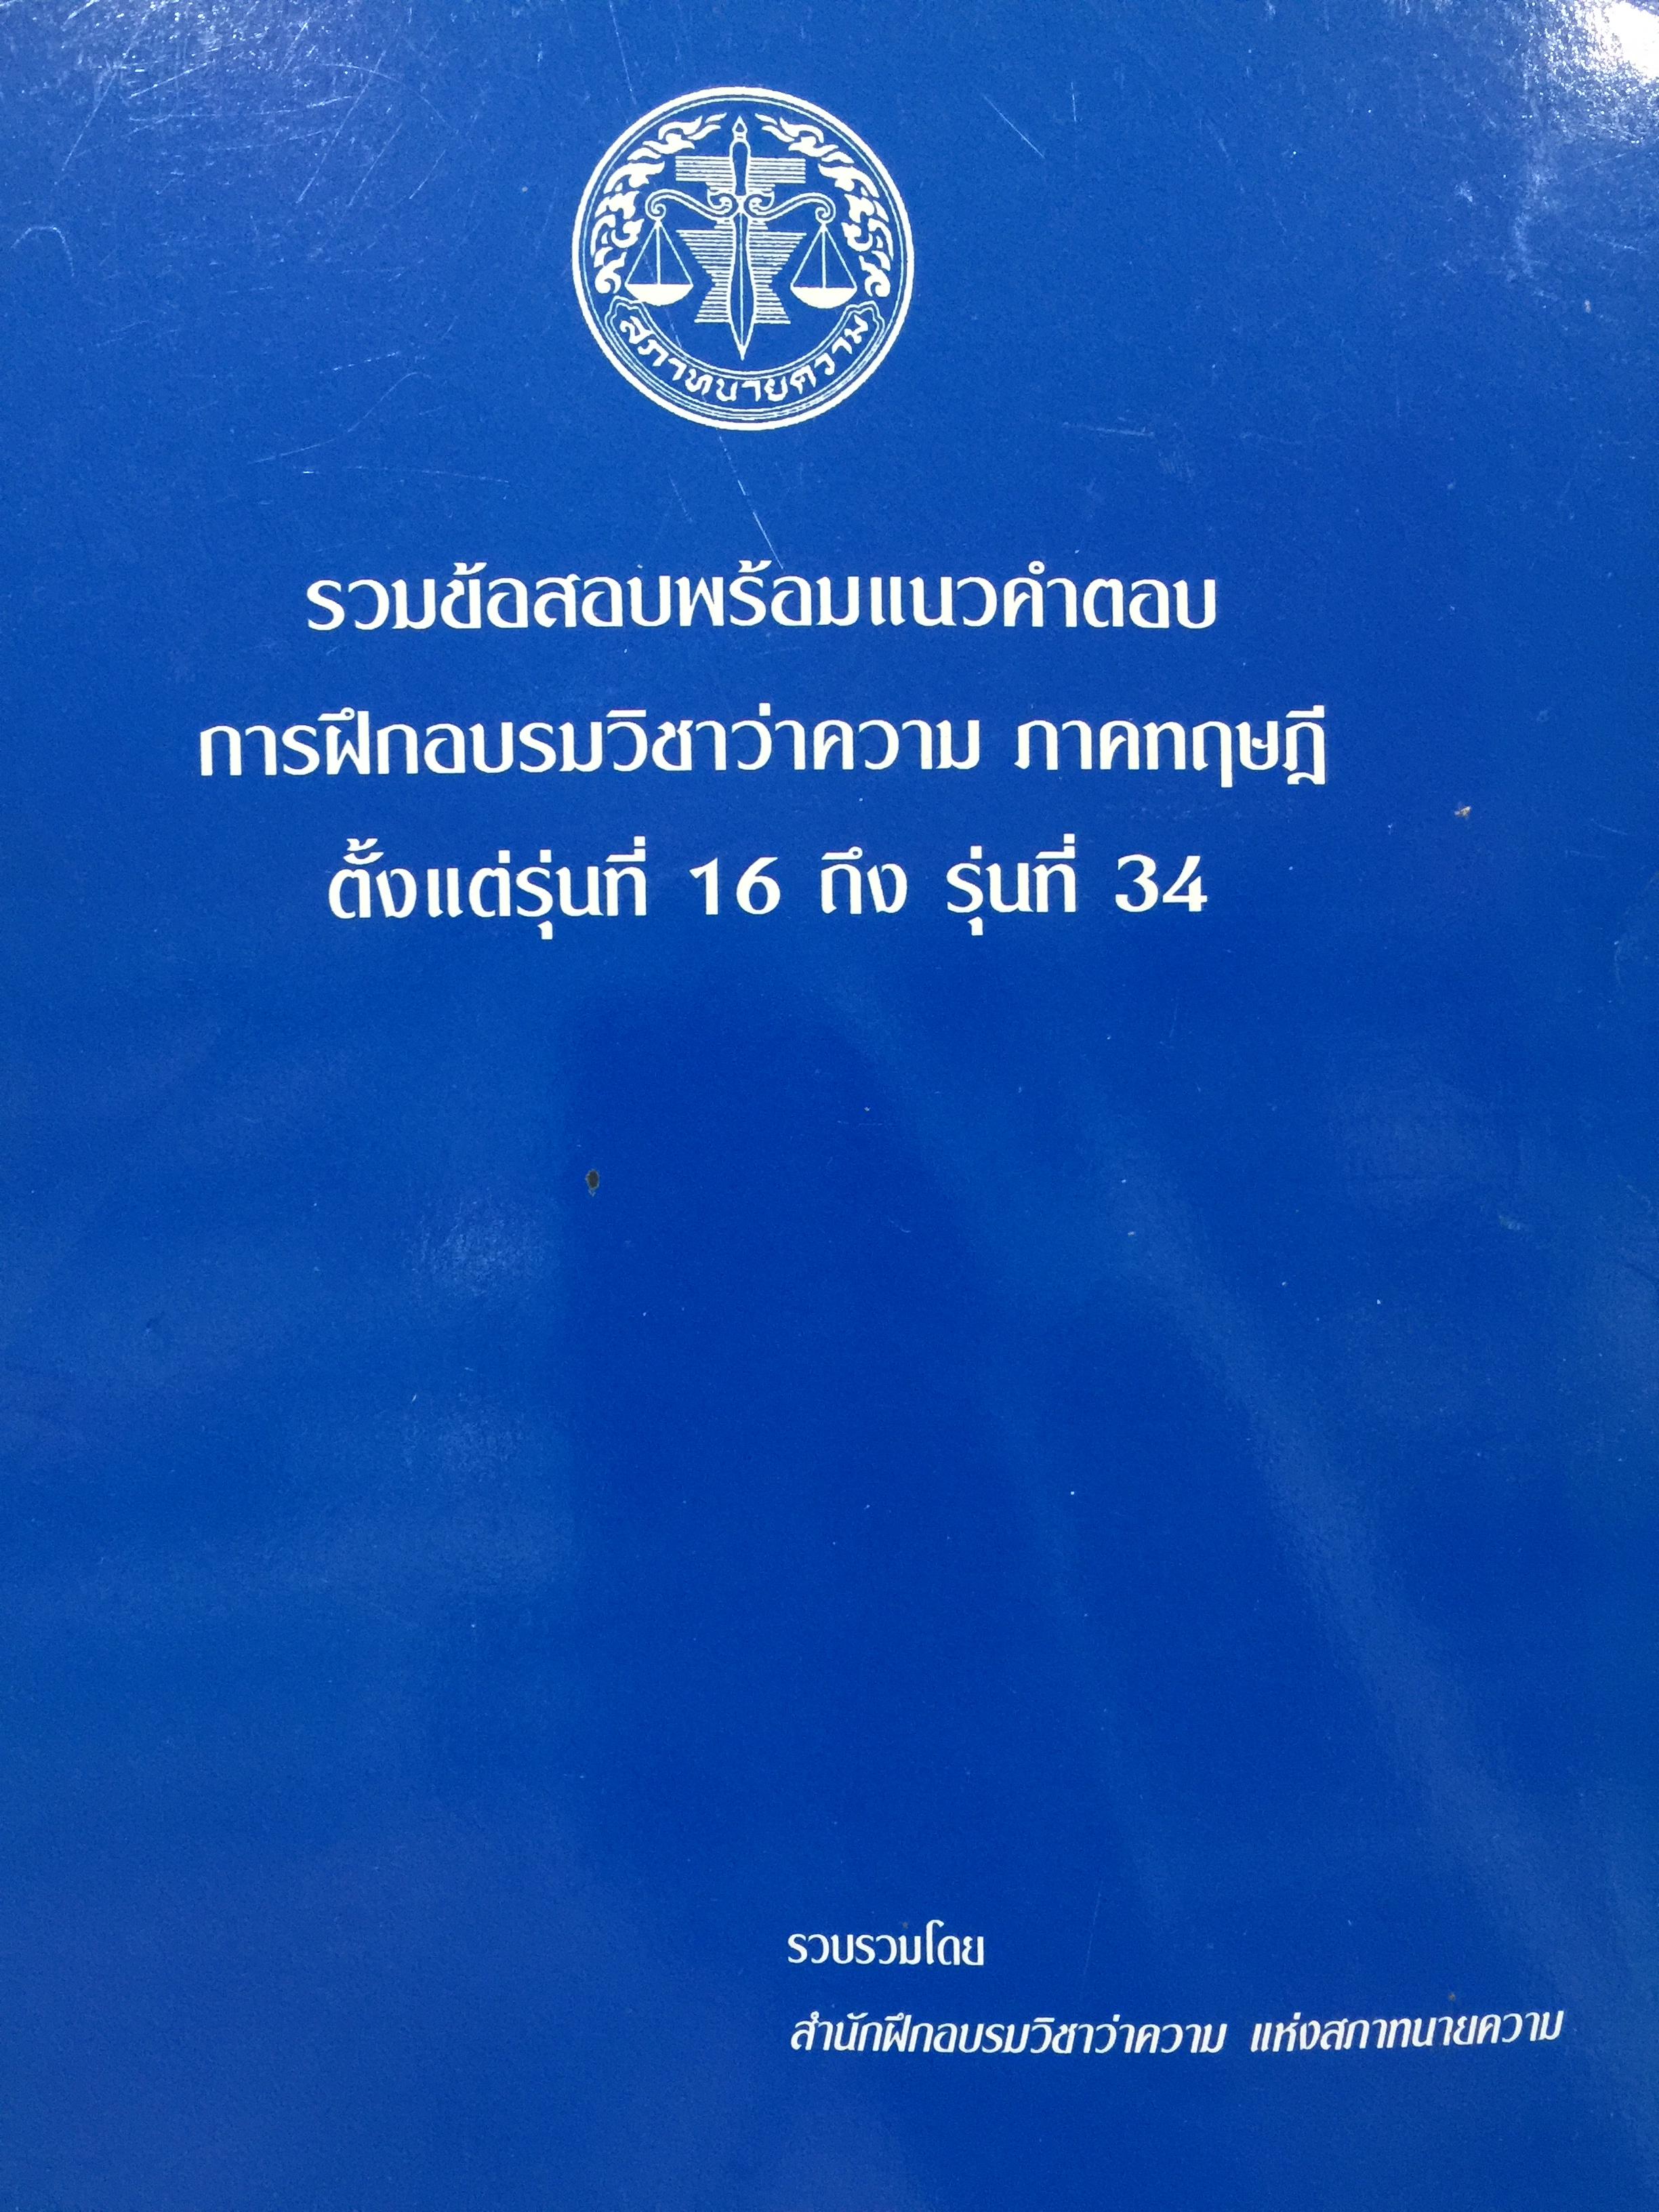 สภาทนายความ
รวมข้อสอบพร้อมแนวคำตอบ
การฝึกอบรมวิชาว่าความ ภาคทฤษฎี
ตั้งแต่รุ่นที่ 16 ถึง รุ่นที่ 34
รวบรวมโดย
สำนักฝึกอบรมวิชาว่าความ แห่งสภาทนายความ